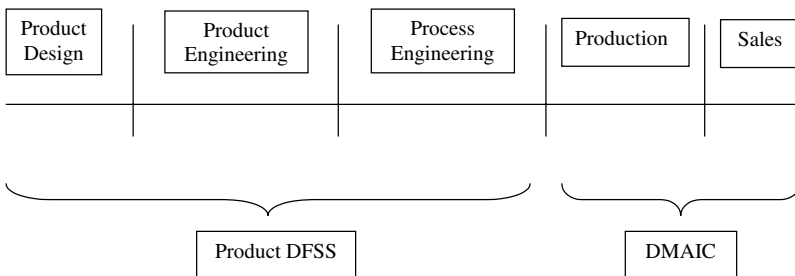 Product
Design
Product
Engineering
Process
Engineering
Production
Sales
Product DFSS
DMAIC